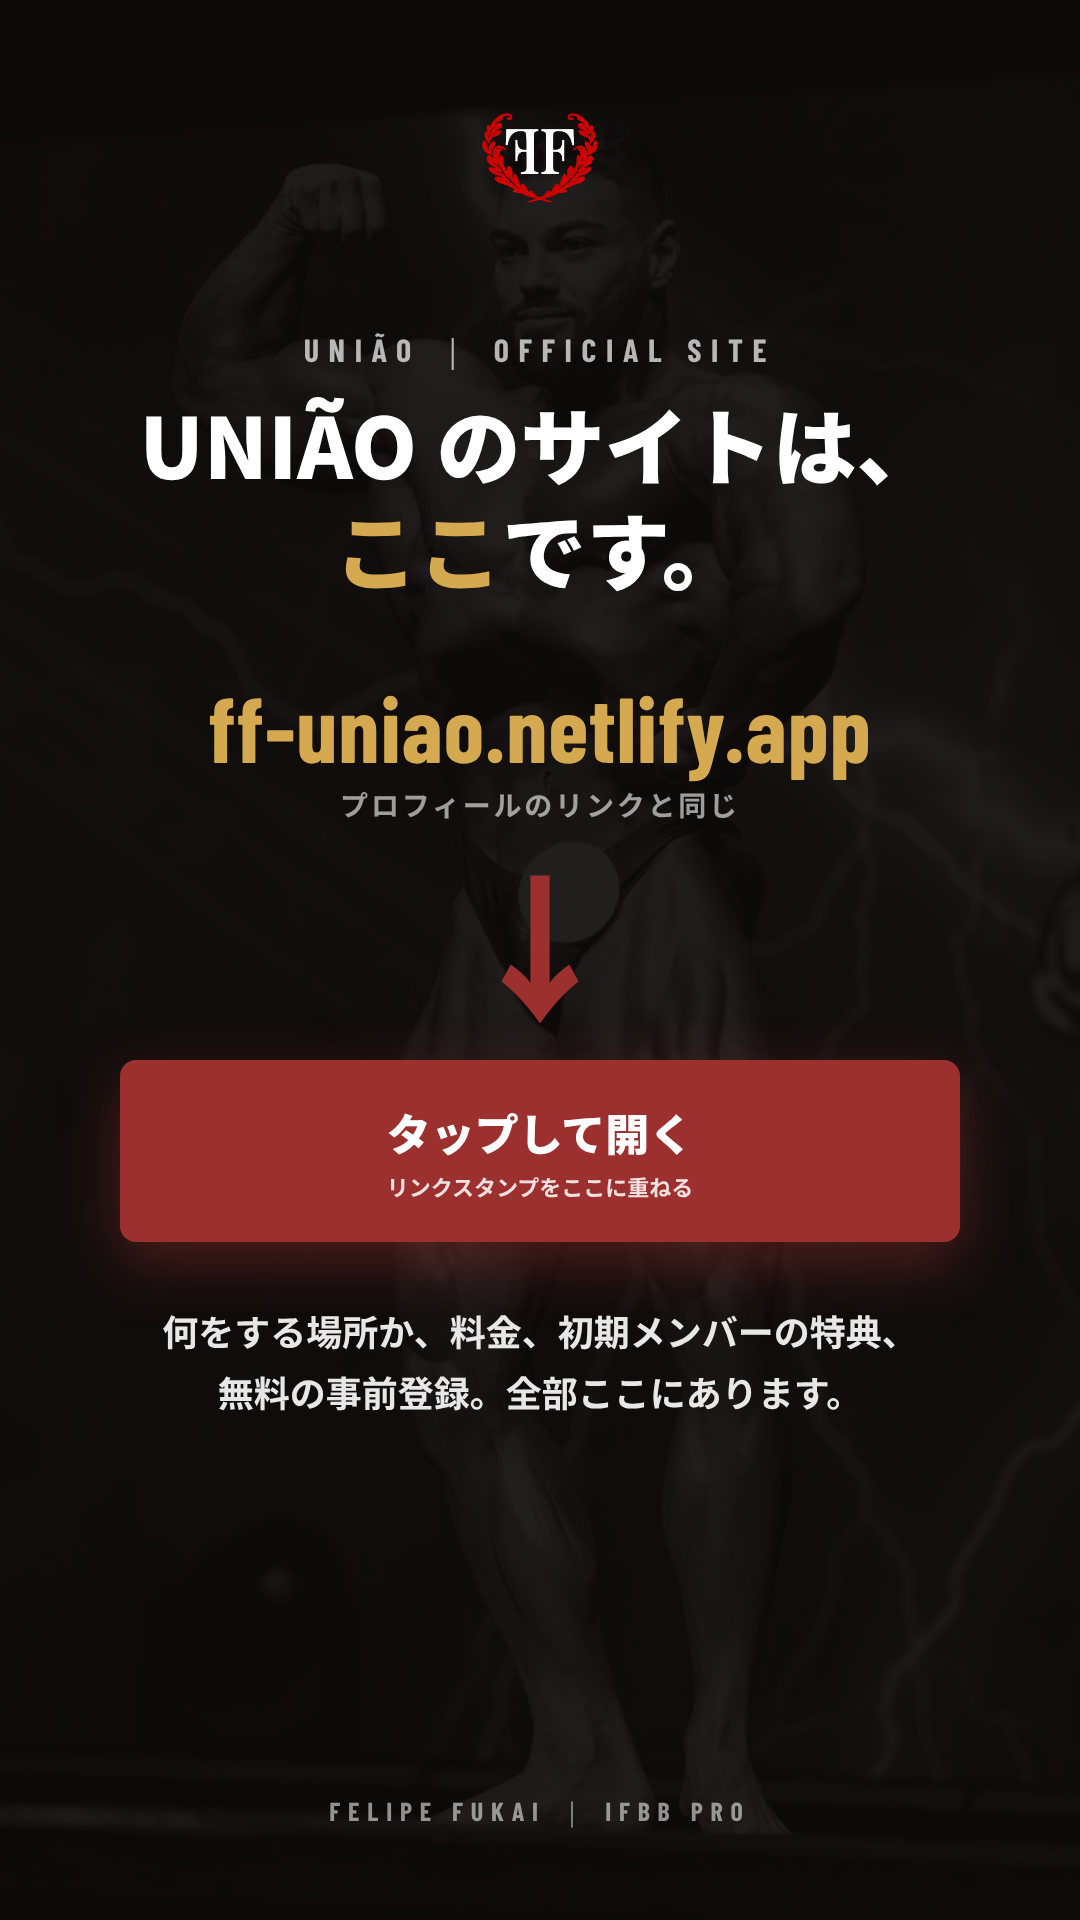 FF
UNIÃO | OFFICIAL SITE
UNIÃO のサイトは、
ここです。
ff-uniao.netlify.app
プロフィールのリンクと同じ
タップして開く
リンクスタンプをここに重ねる
何をする場所か、料金、初期メンバーの特典、
無料の事前登録。全部ここにあります。
FELIPE FUKAI | IFBB PRO